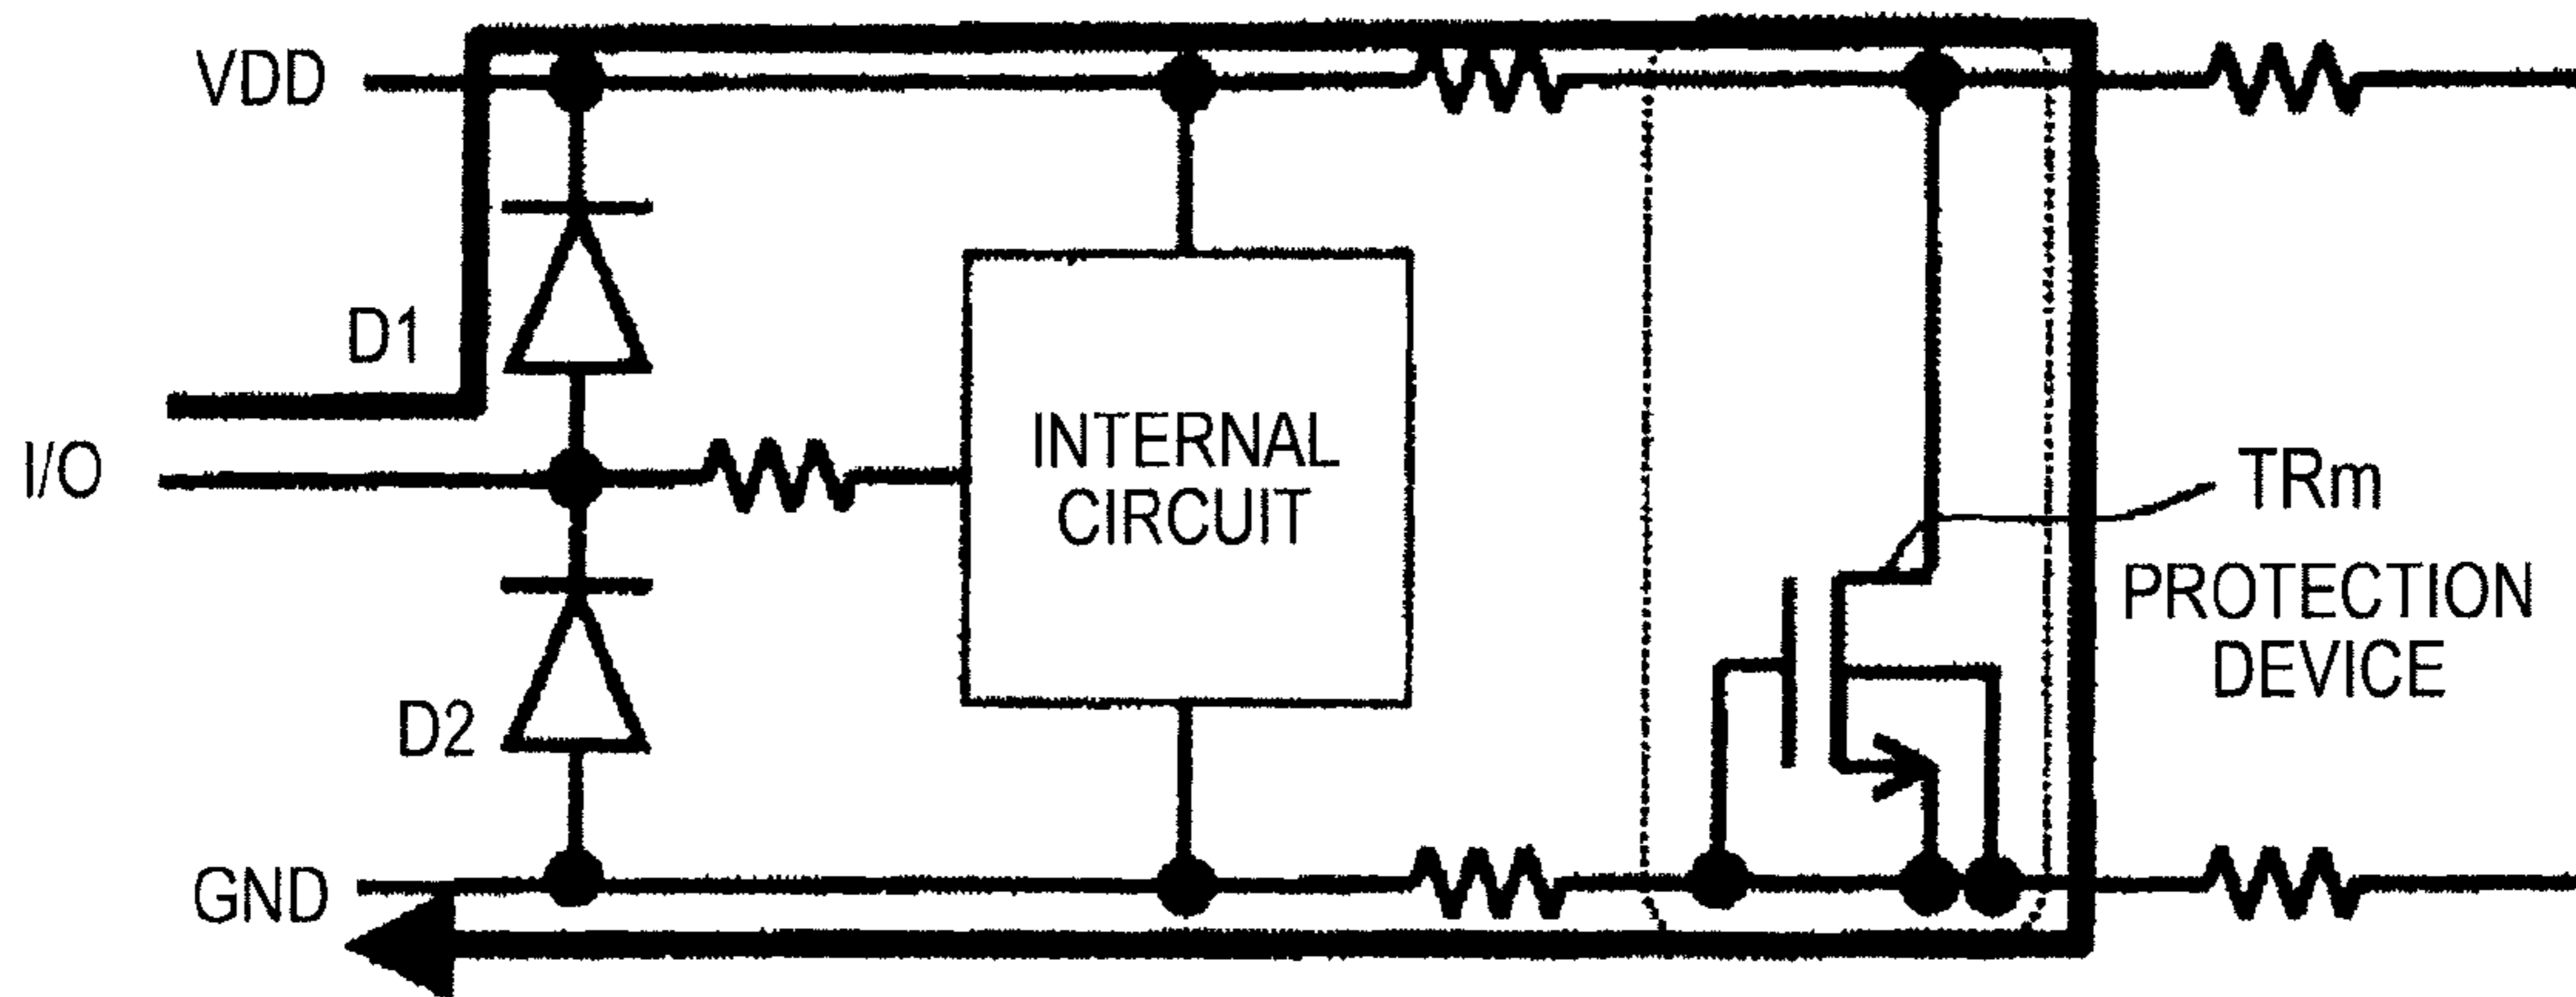 VDD
D1
I/O
INTERNAL
CIRCUIT
TRm
PROTECTION
DEVICE
D2
GND